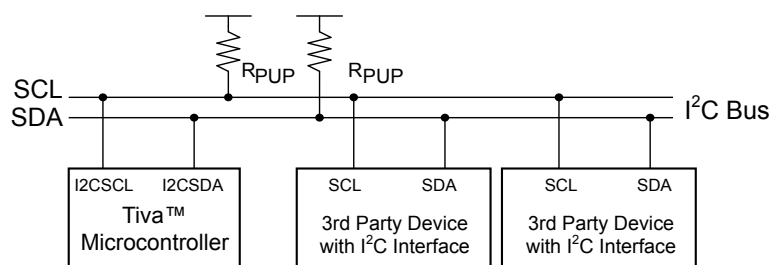 R_PUP R_PUP
SCL
SDA
I²C Bus
I2CSCL I2CSDA
Tiva™
Microcontroller
SCL SDA
3rd Party Device
with I²C Interface
SCL SDA
3rd Party Device
with I²C Interface